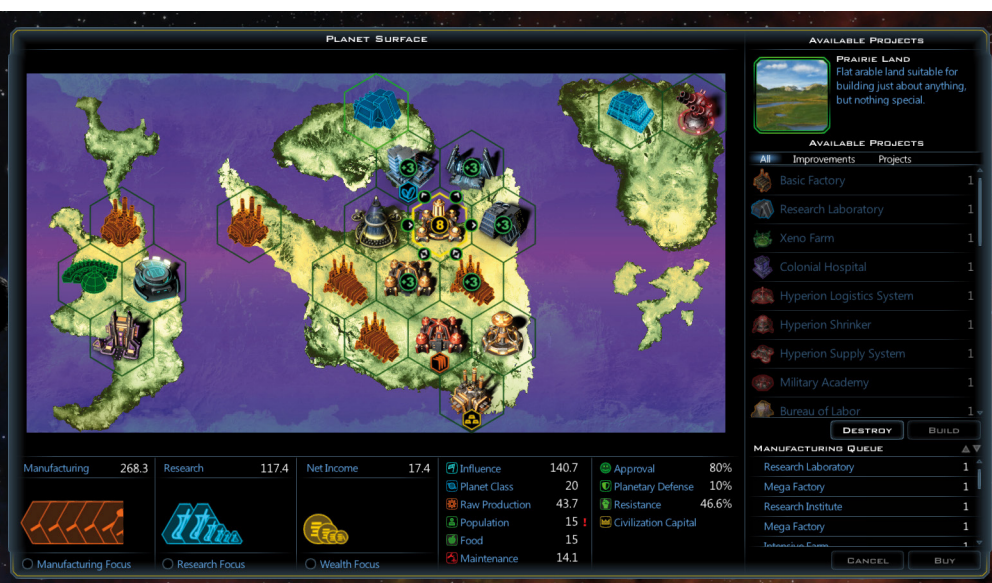 Planet Surface
Available Projects
Prairie Land
Flat arable land suitable for
building just about anything,
but nothing special.
Available Projects
All Improvements Projects
Basic Factory 1
Research Laboratory 1
Xeno Farm 1
Colonial Hospital 1
Hyperion Logistics System 1
Hyperion Shrinker 1
Hyperion Supply System 1
Military Academy 1
Bureau of Labor 1
Destroy Build
Manufacturing Queue
Research Laboratory 1
Mega Factory 1
Research Institute 1
Mega Factory 1
Intensive Farm 1
Cancel Buy
+3 +3
8 +3
+3 +3
Manufacturing 268.3
Research 117.4
Net Income 17.4
Manufacturing Focus
Research Focus
Wealth Focus
Influence 140.7
Planet Class 20
Raw Production 43.7
Population 15 !
Food 15
Maintenance 14.1
Approval 80%
Planetary Defense 10%
Resistance 46.6%
Civilization Capital